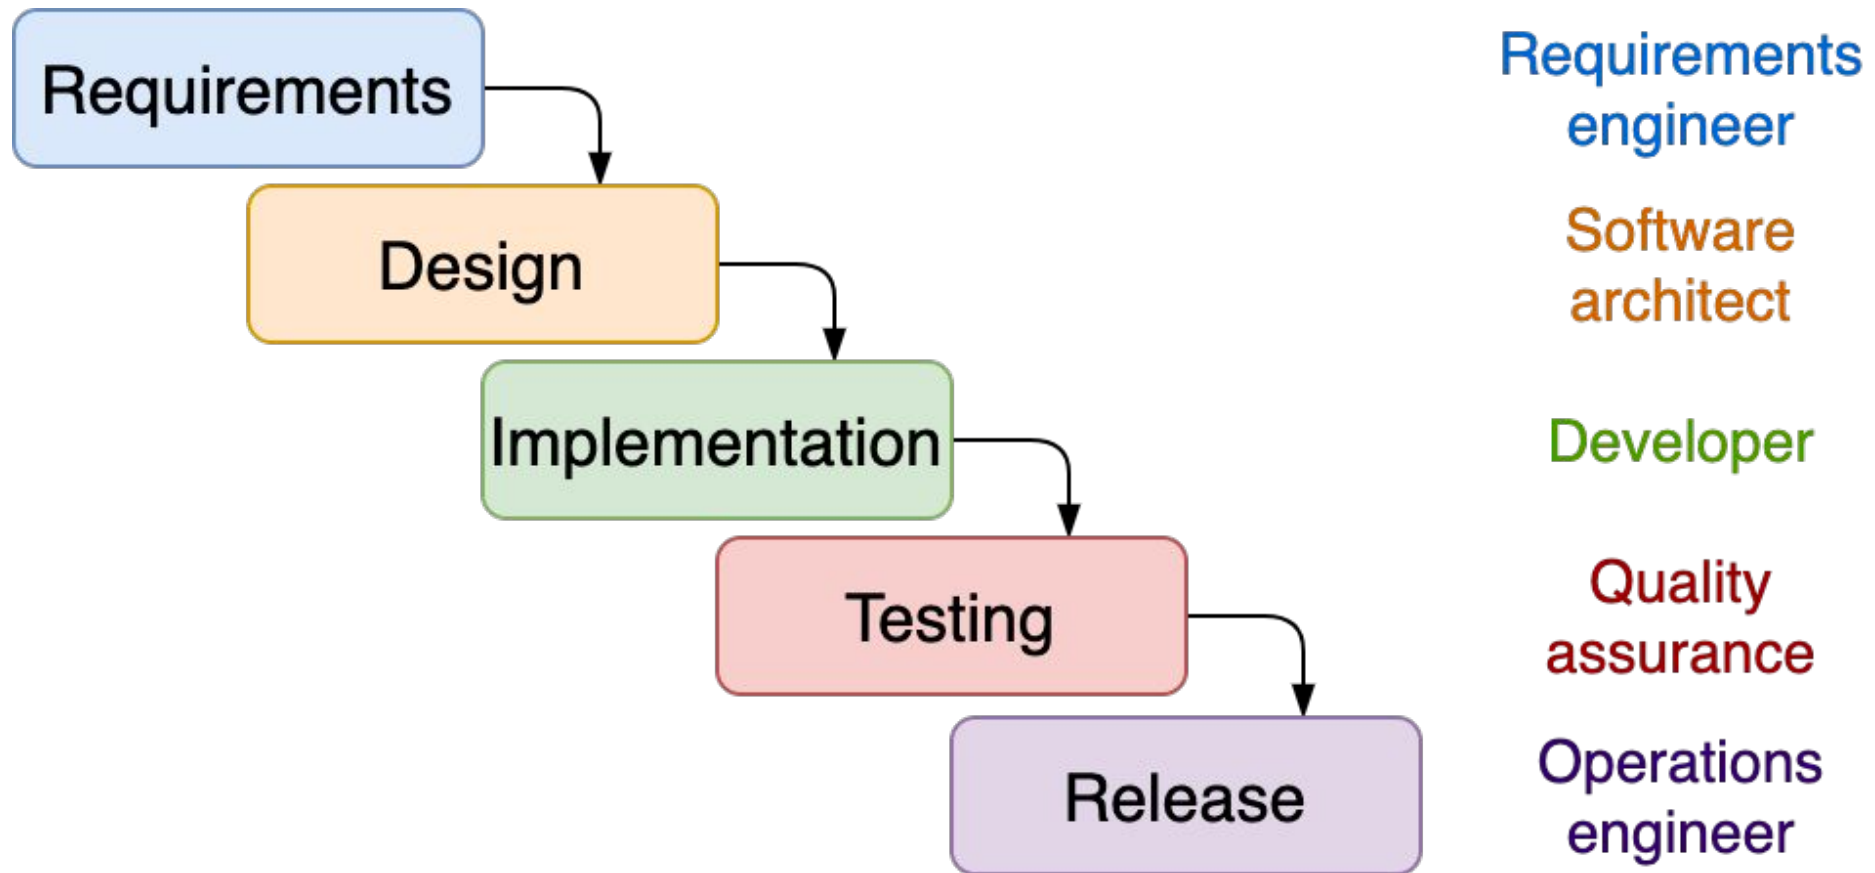 Requirements
Requirements
engineer
Design
Software
architect
Implementation
Developer
Testing
Quality
assurance
Release
Operations
engineer